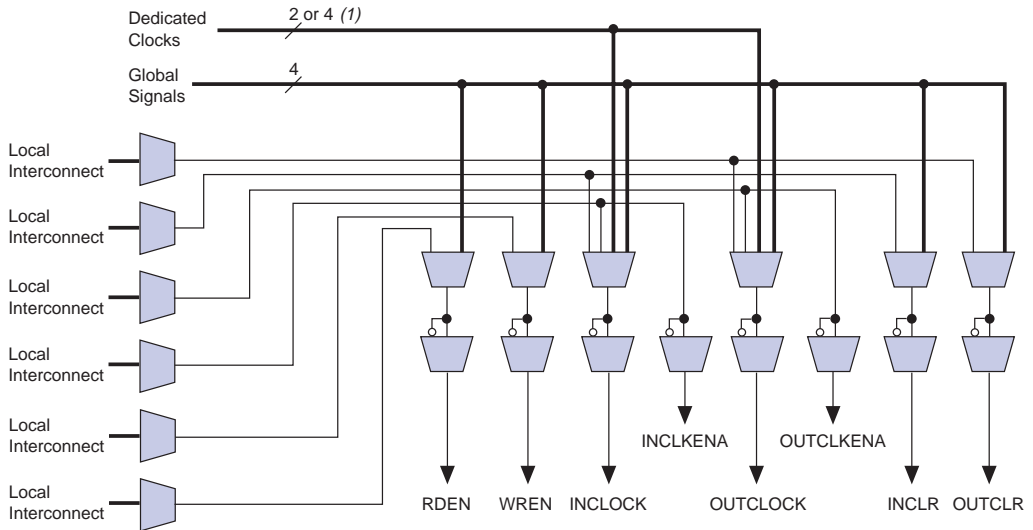 Dedicated
Clocks
2 or 4 (1)
Global
Signals
4
Local
Interconnect
Local
Interconnect
Local
Interconnect
Local
Interconnect
Local
Interconnect
Local
Interconnect
INCLKENA
OUTCLKENA
RDEN
WREN
INCLOCK
OUTCLOCK
INCLR
OUTCLR